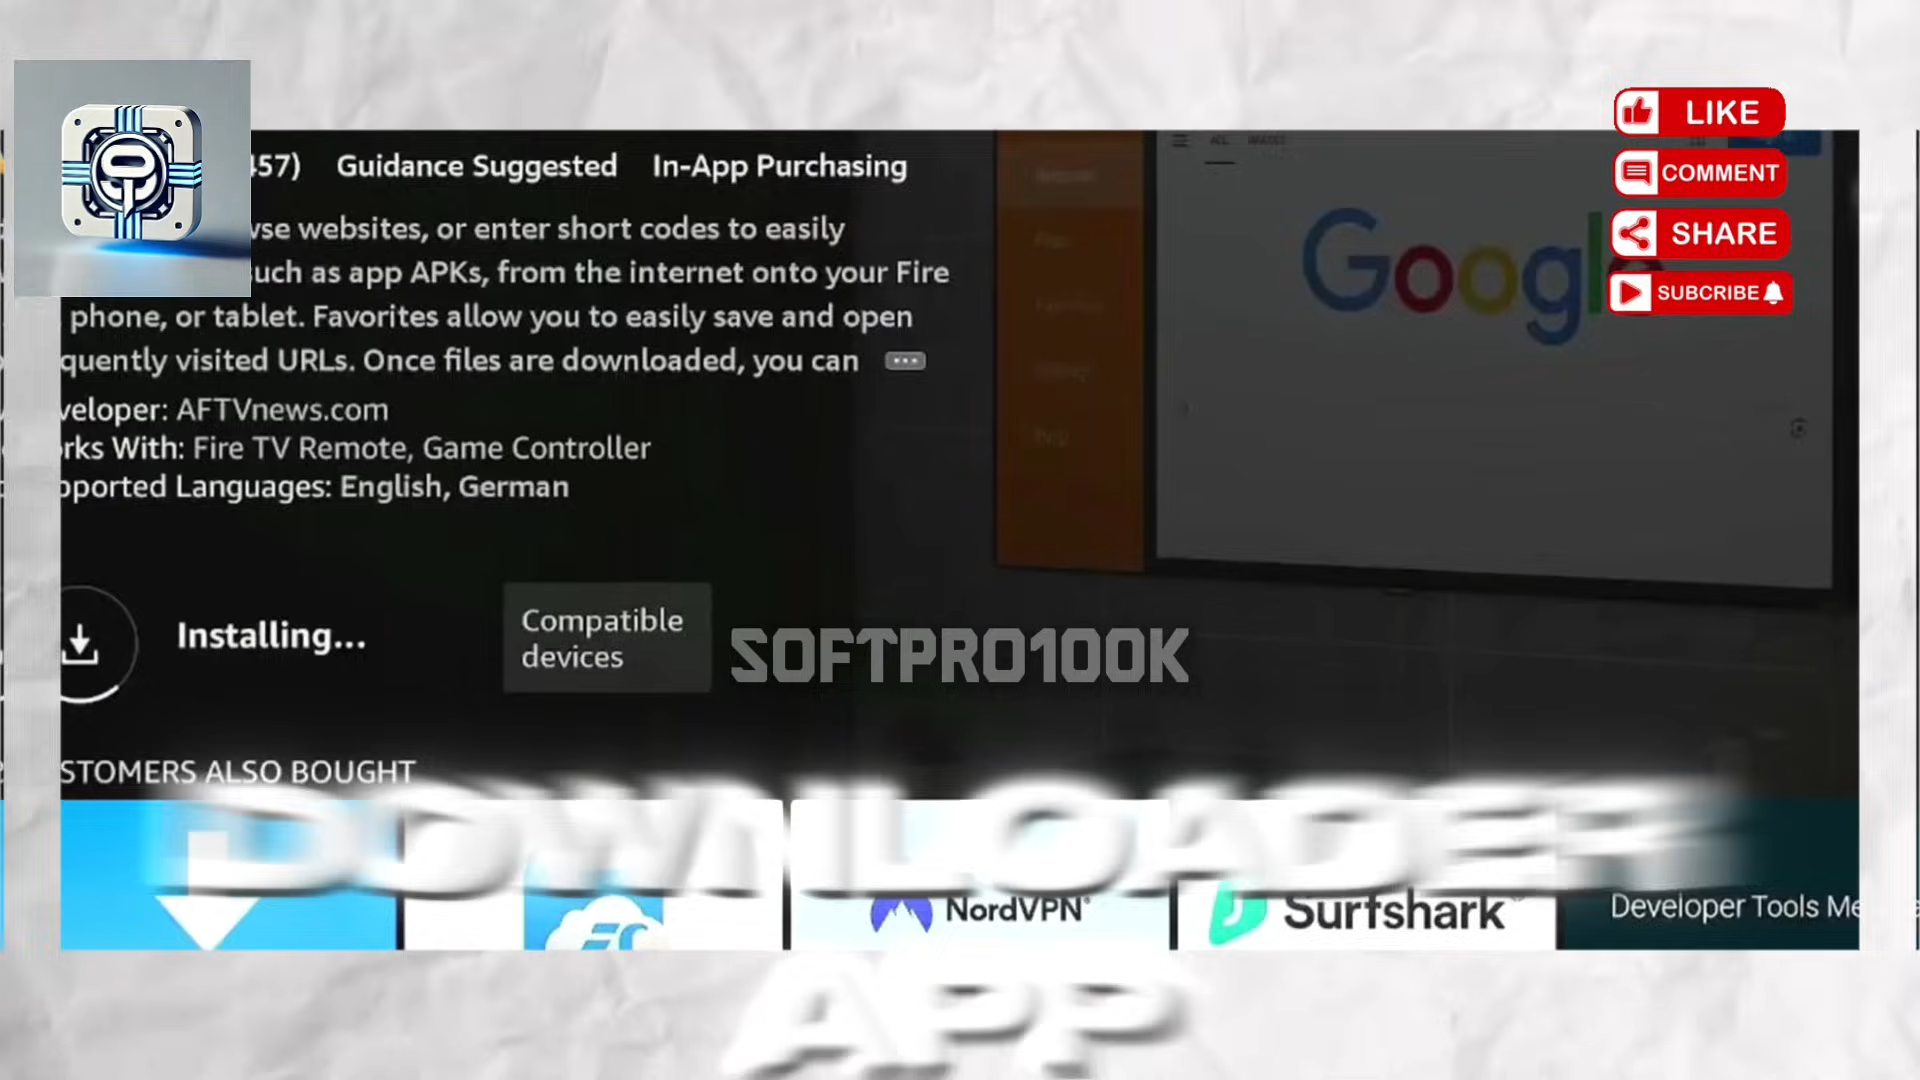 LIKE
COMMENT
SHARE
SUBCRIBE
457) Guidance Suggested In-App Purchasing
wse websites, or enter short codes to easily
such as app APKs, from the internet onto your Fire
phone, or tablet. Favorites allow you to easily save and open
quently visited URLs. Once files are downloaded, you can
veloper: AFTVnews.com
rks With: Fire TV Remote, Game Controller
pported Languages: English, German
Google
Installing...
Compatible
devices
SOFTPRO100K
STOMERS ALSO BOUGHT
DOWNLOADER
APP
NordVPN
Surfshark
Developer Tools Me